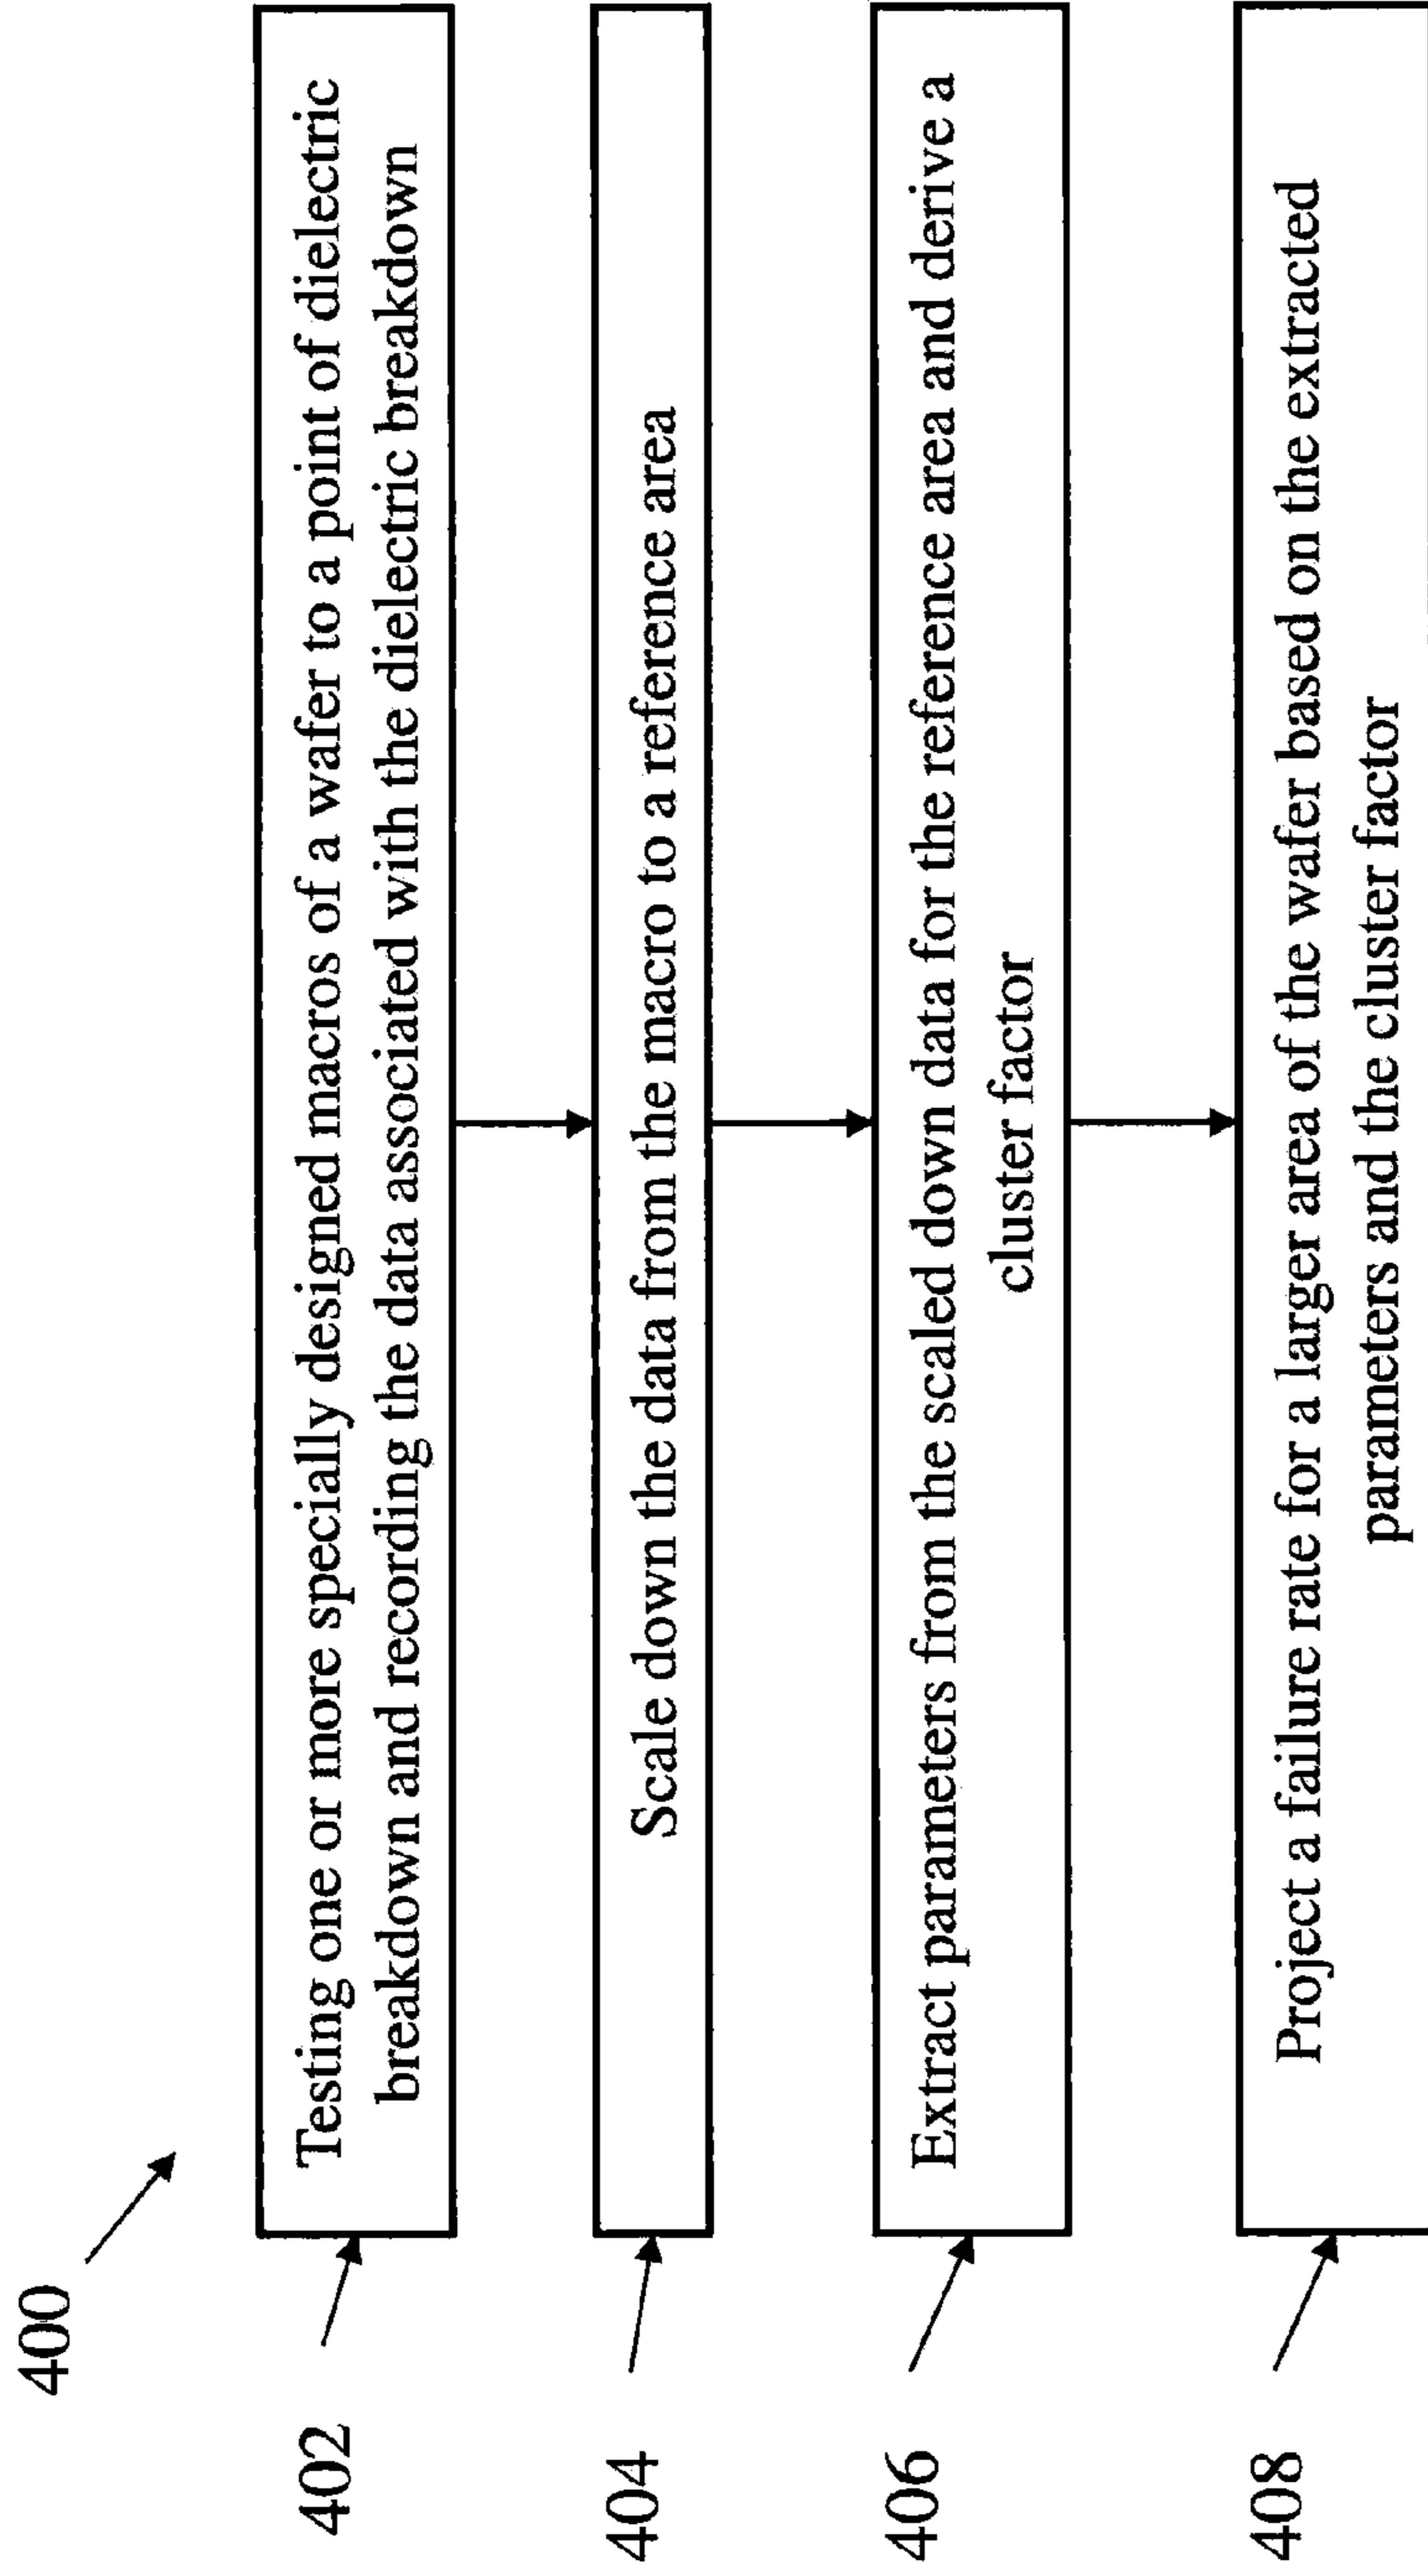 400
402
Testing one or more specially designed macros of a wafer to a point of dielectric
breakdown and recording the data associated with the dielectric breakdown
404
Scale down the data from the macro to a reference area
406
Extract parameters from the scaled down data for the reference area and derive a
cluster factor
408
Project a failure rate for a larger area of the wafer based on the extracted
parameters and the cluster factor